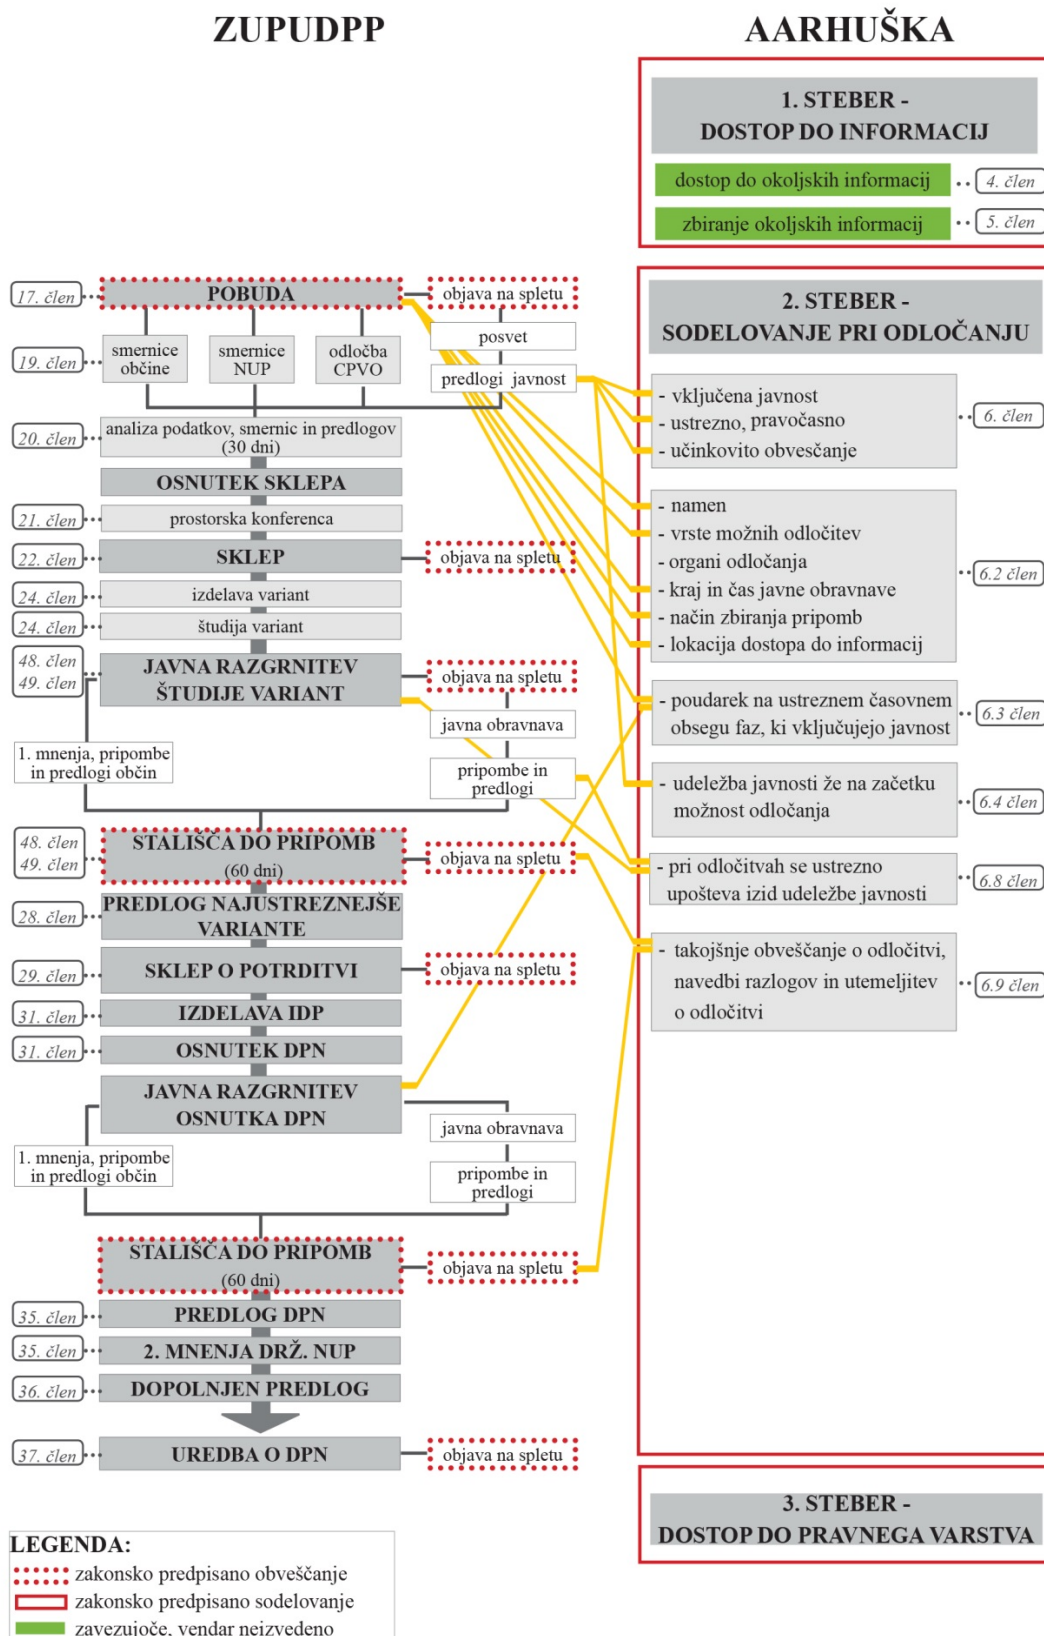 ZUPUDPP
17. člen
POBUDA
objava na spletu
posvet
predlogi javnost
19. člen
smernice
občine
smernice
NUP
odločba
CPVO
20. člen
analiza podatkov, smernic in predlogov
(30 dni)
OSNUTEK SKLEPA
21. člen
prostorska konferenca
22. člen
SKLEP
objava na spletu
24. člen
izdelava variant
24. člen
študija variant
48. člen
49. člen
JAVNA RAZGRNITEV
ŠTUDIJE VARIANT
objava na spletu
javna obravnava
1. mnenja, pripombe
in predlogi občin
pripombe in
predlogi
48. člen
49. člen
STALIŠČA DO PRIPOMB
(60 dni)
objava na spletu
28. člen
PREDLOG NAJUSTREZNEJŠE
VARIANTE
29. člen
SKLEP O POTRDITVI
objava na spletu
31. člen
IZDELAVA IDP
31. člen
OSNUTEK DPN
JAVNA RAZGRNITEV
OSNUTKA DPN
javna obravnava
1. mnenja, pripombe
in predlogi občin
pripombe in
predlogi
STALIŠČA DO PRIPOMB
(60 dni)
objava na spletu
35. člen
PREDLOG DPN
35. člen
2. MNENJA DRŽ. NUP
36. člen
DOPOLNJEN PREDLOG
37. člen
UREDBA O DPN
objava na spletu
AARHUŠKA
1. STEBER -
DOSTOP DO INFORMACIJ
dostop do okoljskih informacij
4. člen
zbiranje okoljskih informacij
5. člen
2. STEBER -
SODELOVANJE PRI ODLOČANJU
- vključena javnost
- ustrezno, pravočasno
- učinkovito obvesčanje
6. člen
- namen
- vrste možnih odločitev
- organi odločanja
- kraj in čas javne obravnave
- način zbiranja pripomb
- lokacija dostopa do informacij
6.2 člen
- poudarek na ustreznem časovnem
obsegu faz, ki vključujejo javnost
6.3 člen
- udeležba javnosti že na začetku
možnost odločanja
6.4 člen
- pri odločitvah se ustrezno
upošteva izid udeležbe javnosti
6.8 člen
- takojšnje obveščanje o odločitvi,
navedbi razlogov in utemeljitev
o odločitvi
6.9 člen
3. STEBER -
DOSTOP DO PRAVNEGA VARSTVA
LEGENDA:
zakonsko predpisano obveščanje
zakonsko predpisano sodelovanje
zavezujoče, vendar neizvedeno